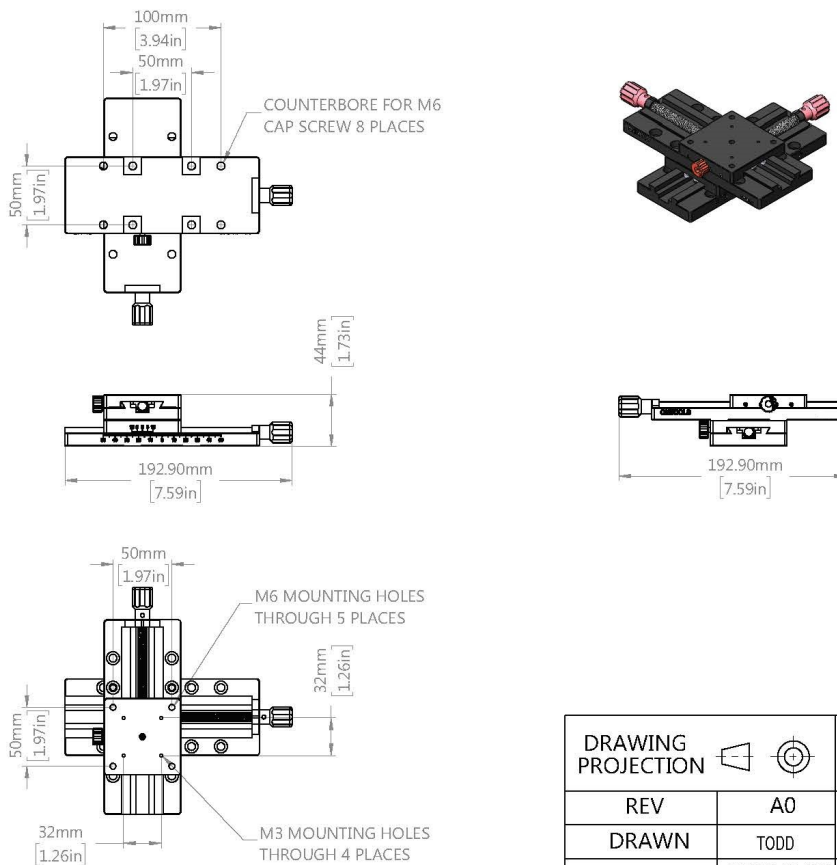 100mm
[3.94in]
50mm
[1.97in]
COUNTERBORE FOR M6
CAP SCREW 8 PLACES
50mm
[1.97in]
44mm
[1.73in]
192.90mm
[7.59in]
192.90mm
[7.59in]
50mm
[1.97in]
M6 MOUNTING HOLES
THROUGH 5 PLACES
32mm
[1.26in]
50mm
[1.97in]
32mm
[1.26in]
M3 MOUNTING HOLES
THROUGH 4 PLACES
DRAWING
PROJECTION
REV A0
DRAWN TODD